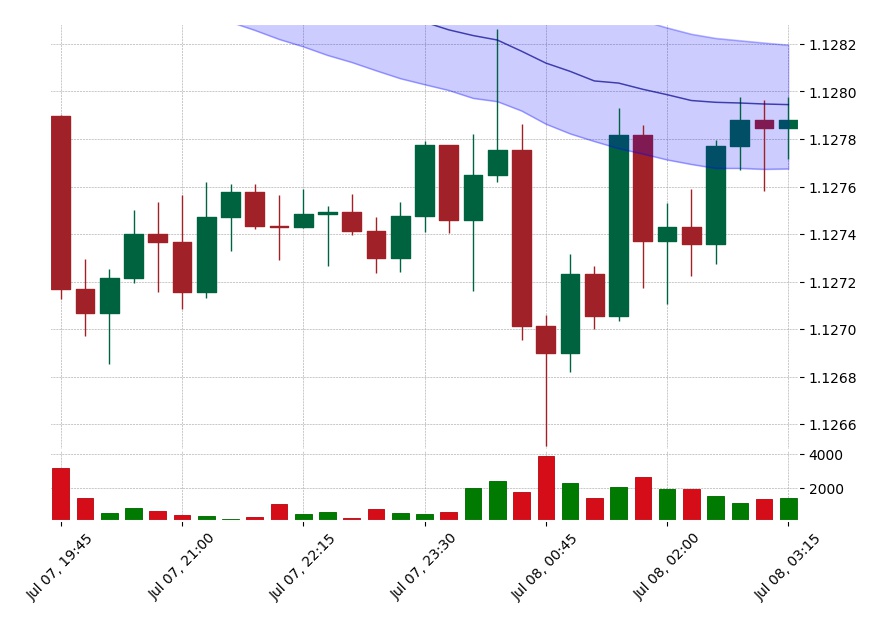 1.1282
1.1280
1.1278
1.1276
1.1274
1.1272
1.1270
1.1268
1.1266
4000
2000
Jul 07, 19:45
Jul 07, 21:00
Jul 07, 22:15
Jul 07, 23:30
Jul 08, 00:45
Jul 08, 02:00
Jul 08, 03:15